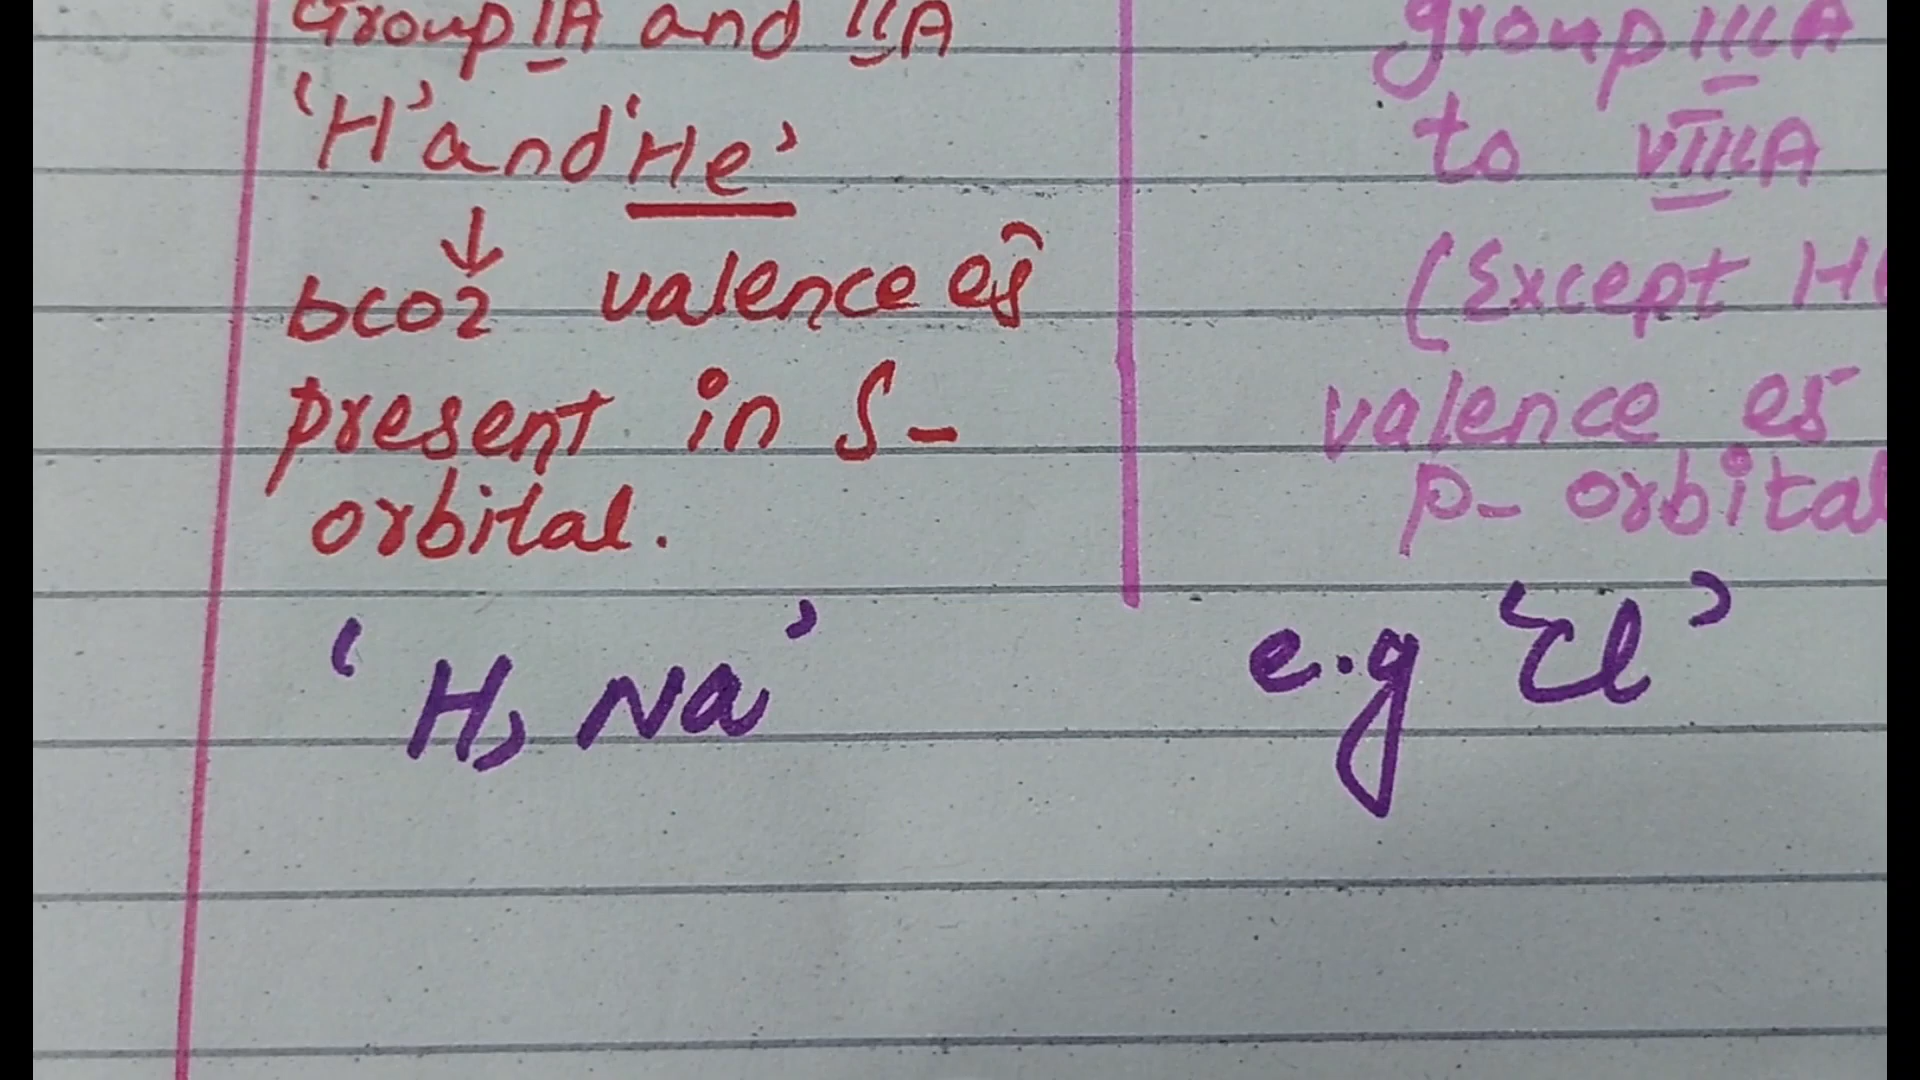 Group IA and IIA
'H' and 'He'
bcoz valence es
present in S-
orbital.
'H, Na'
group IIIA
to VIIIA
(Except He
valence es
p- orbital
e.g 'Cl'